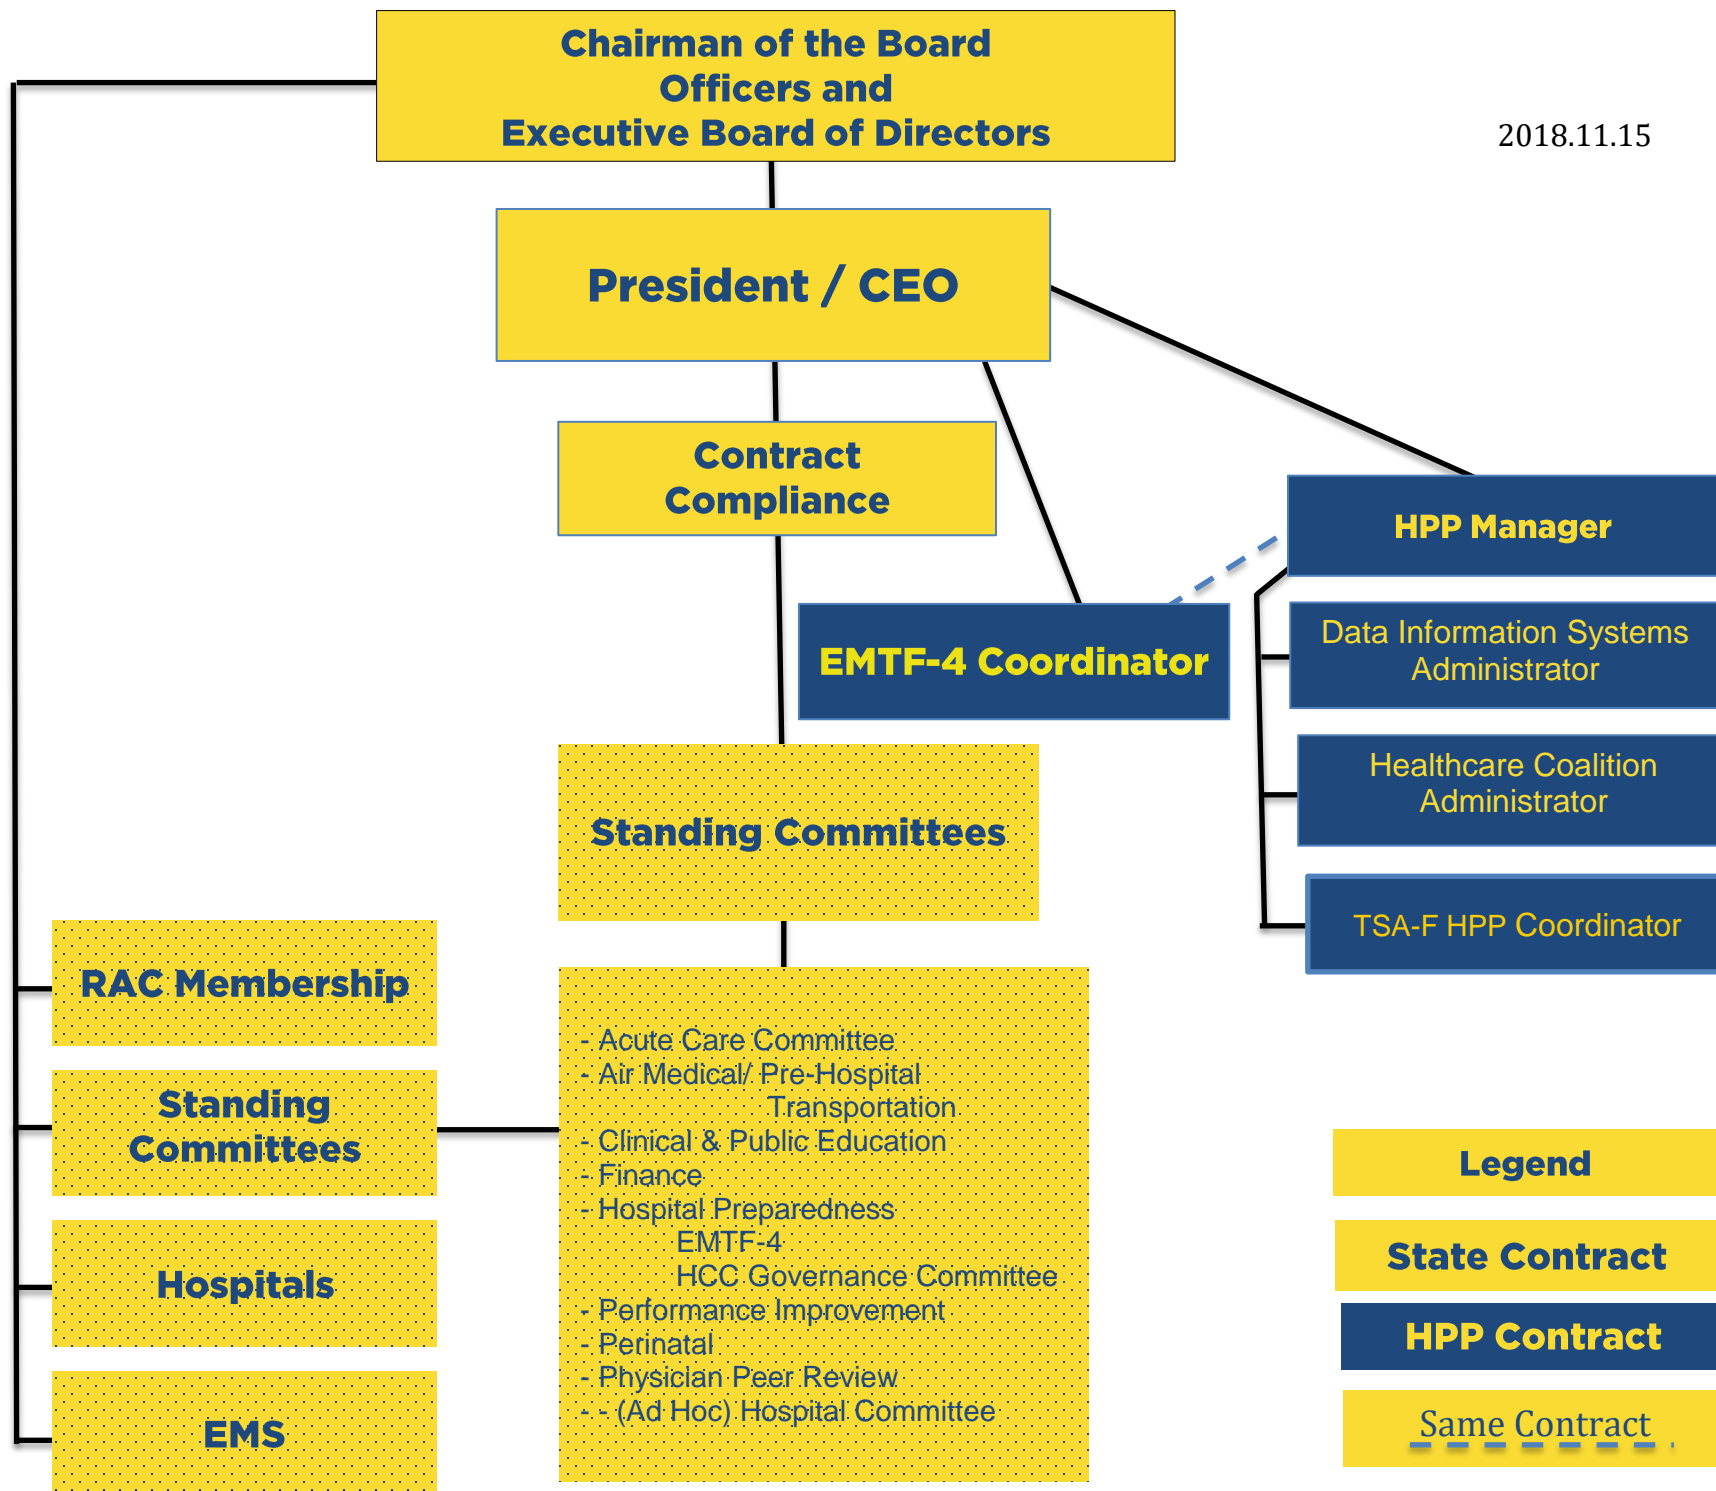 Chairman of the Board
Officers and
Executive Board of Directors
2018.11.15
President / CEO
Contract
Compliance
HPP Manager
EMTF-4 Coordinator
Data Information Systems
Administrator
Healthcare Coalition
Administrator
TSA-F HPP Coordinator
Standing Committees
RAC Membership
Standing
Committees
Hospitals
EMS
- Acute Care Committee
- Air Medical/ Pre-Hospital
Transportation
- Clinical & Public Education
- Finance
- Hospital Preparedness
EMTF-4
HCC Governance Committee
- Performance Improvement
- Perinatal
- Physician Peer Review
- - (Ad Hoc) Hospital Committee
Legend
State Contract
HPP Contract
Same Contract